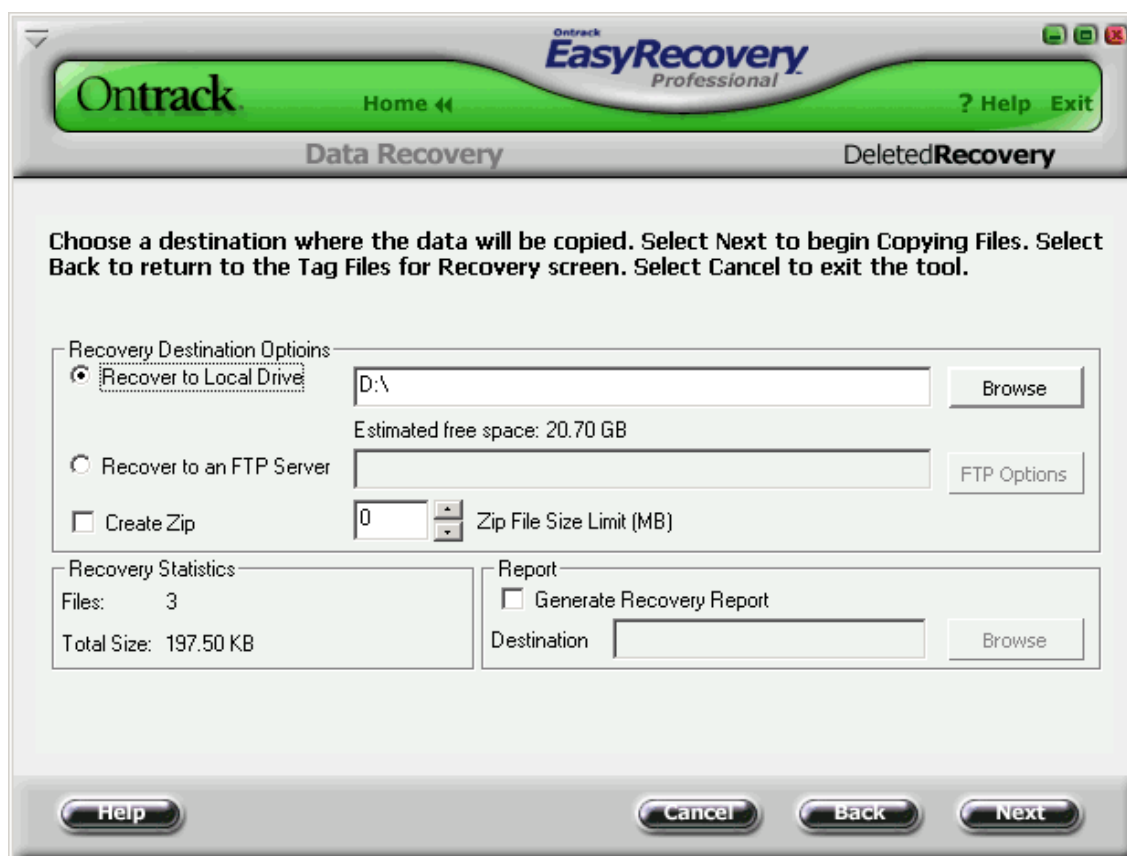 Ontrack
EasyRecovery
Professional
Ontrack.
Home
? Help Exit
Data Recovery
DeletedRecovery
Choose a destination where the data will be copied. Select Next to begin Copying Files. Select
Back to return to the Tag Files for Recovery screen. Select Cancel to exit the tool.
Recovery Destination Optioins
Recover to Local Drive
D:\
Browse
Estimated free space: 20.70 GB
Recover to an FTP Server
FTP Options
Create Zip
0
Zip File Size Limit (MB)
Recovery Statistics
Files: 3
Total Size: 197.50 KB
Report
Generate Recovery Report
Destination
Browse
Help
Cancel
Back
Next